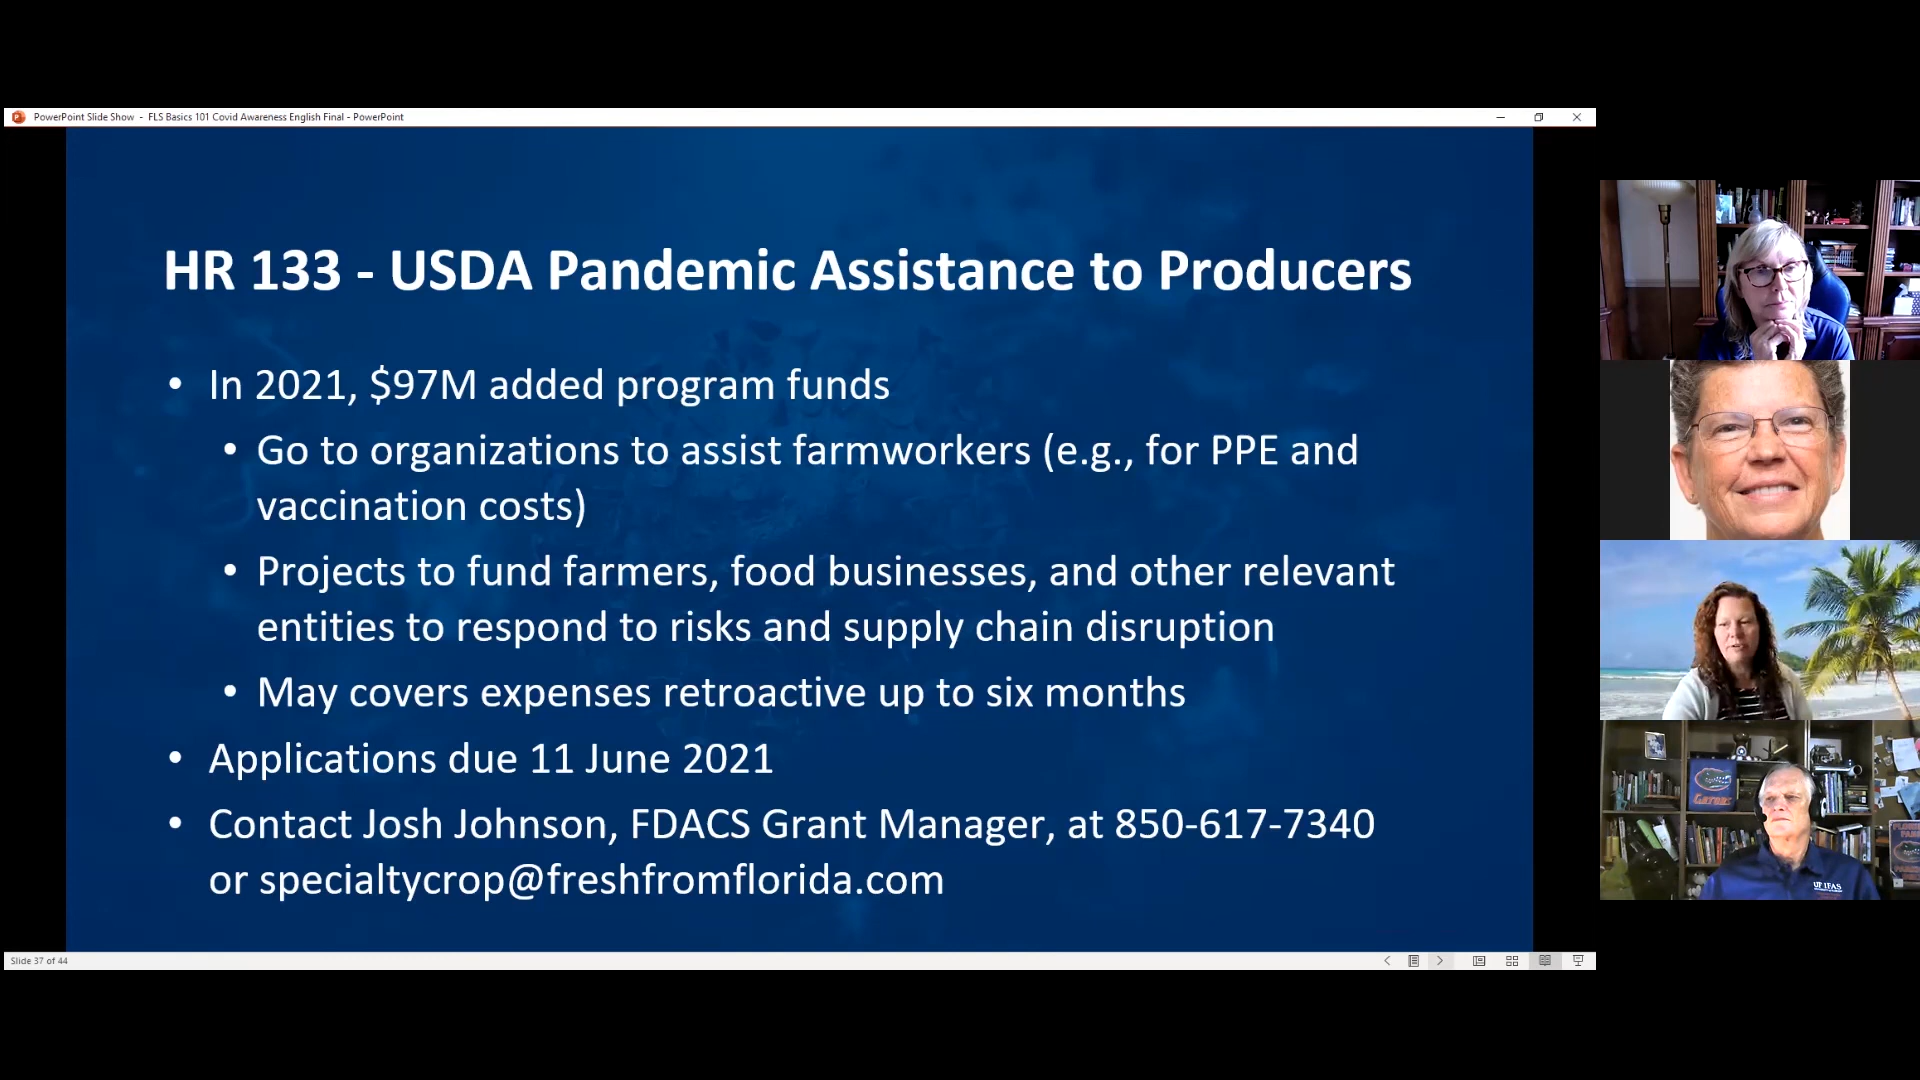 PowerPoint Slide Show - FLS Basics 101 Covid Awareness English Final - PowerPoint
HR 133 - USDA Pandemic Assistance to Producers
• In 2021, $97M added program funds
• Go to organizations to assist farmworkers (e.g., for PPE and
vaccination costs)
• Projects to fund farmers, food businesses, and other relevant
entities to respond to risks and supply chain disruption
• May covers expenses retroactive up to six months
• Applications due 11 June 2021
• Contact Josh Johnson, FDACS Grant Manager, at 850-617-7340
or specialtycrop@freshfromflorida.com
Slide 37 of 44
GATORS
UF IFAS